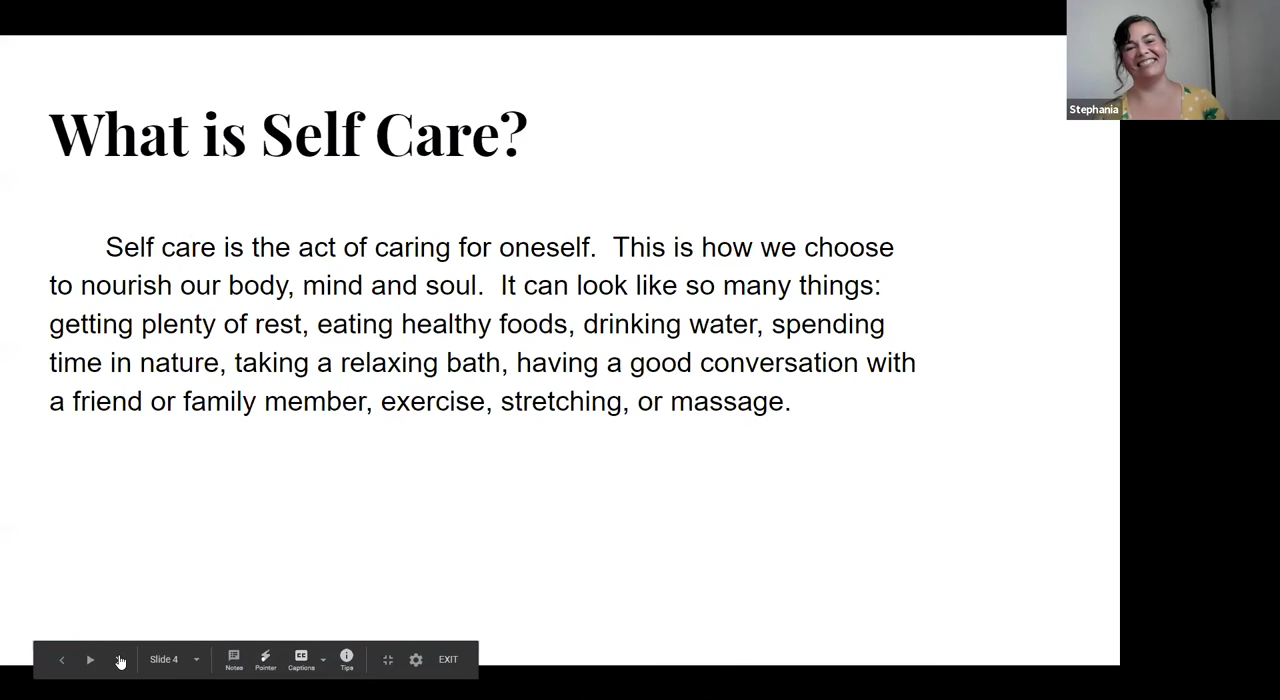 Stephania
What is Self Care?
Self care is the act of caring for oneself.  This is how we choose
to nourish our body, mind and soul.  It can look like so many things:
getting plenty of rest, eating healthy foods, drinking water, spending
time in nature, taking a relaxing bath, having a good conversation with
a friend or family member, exercise, stretching, or massage.
Slide 4
Notes
Pointer
CC
Captions
Tips
EXIT